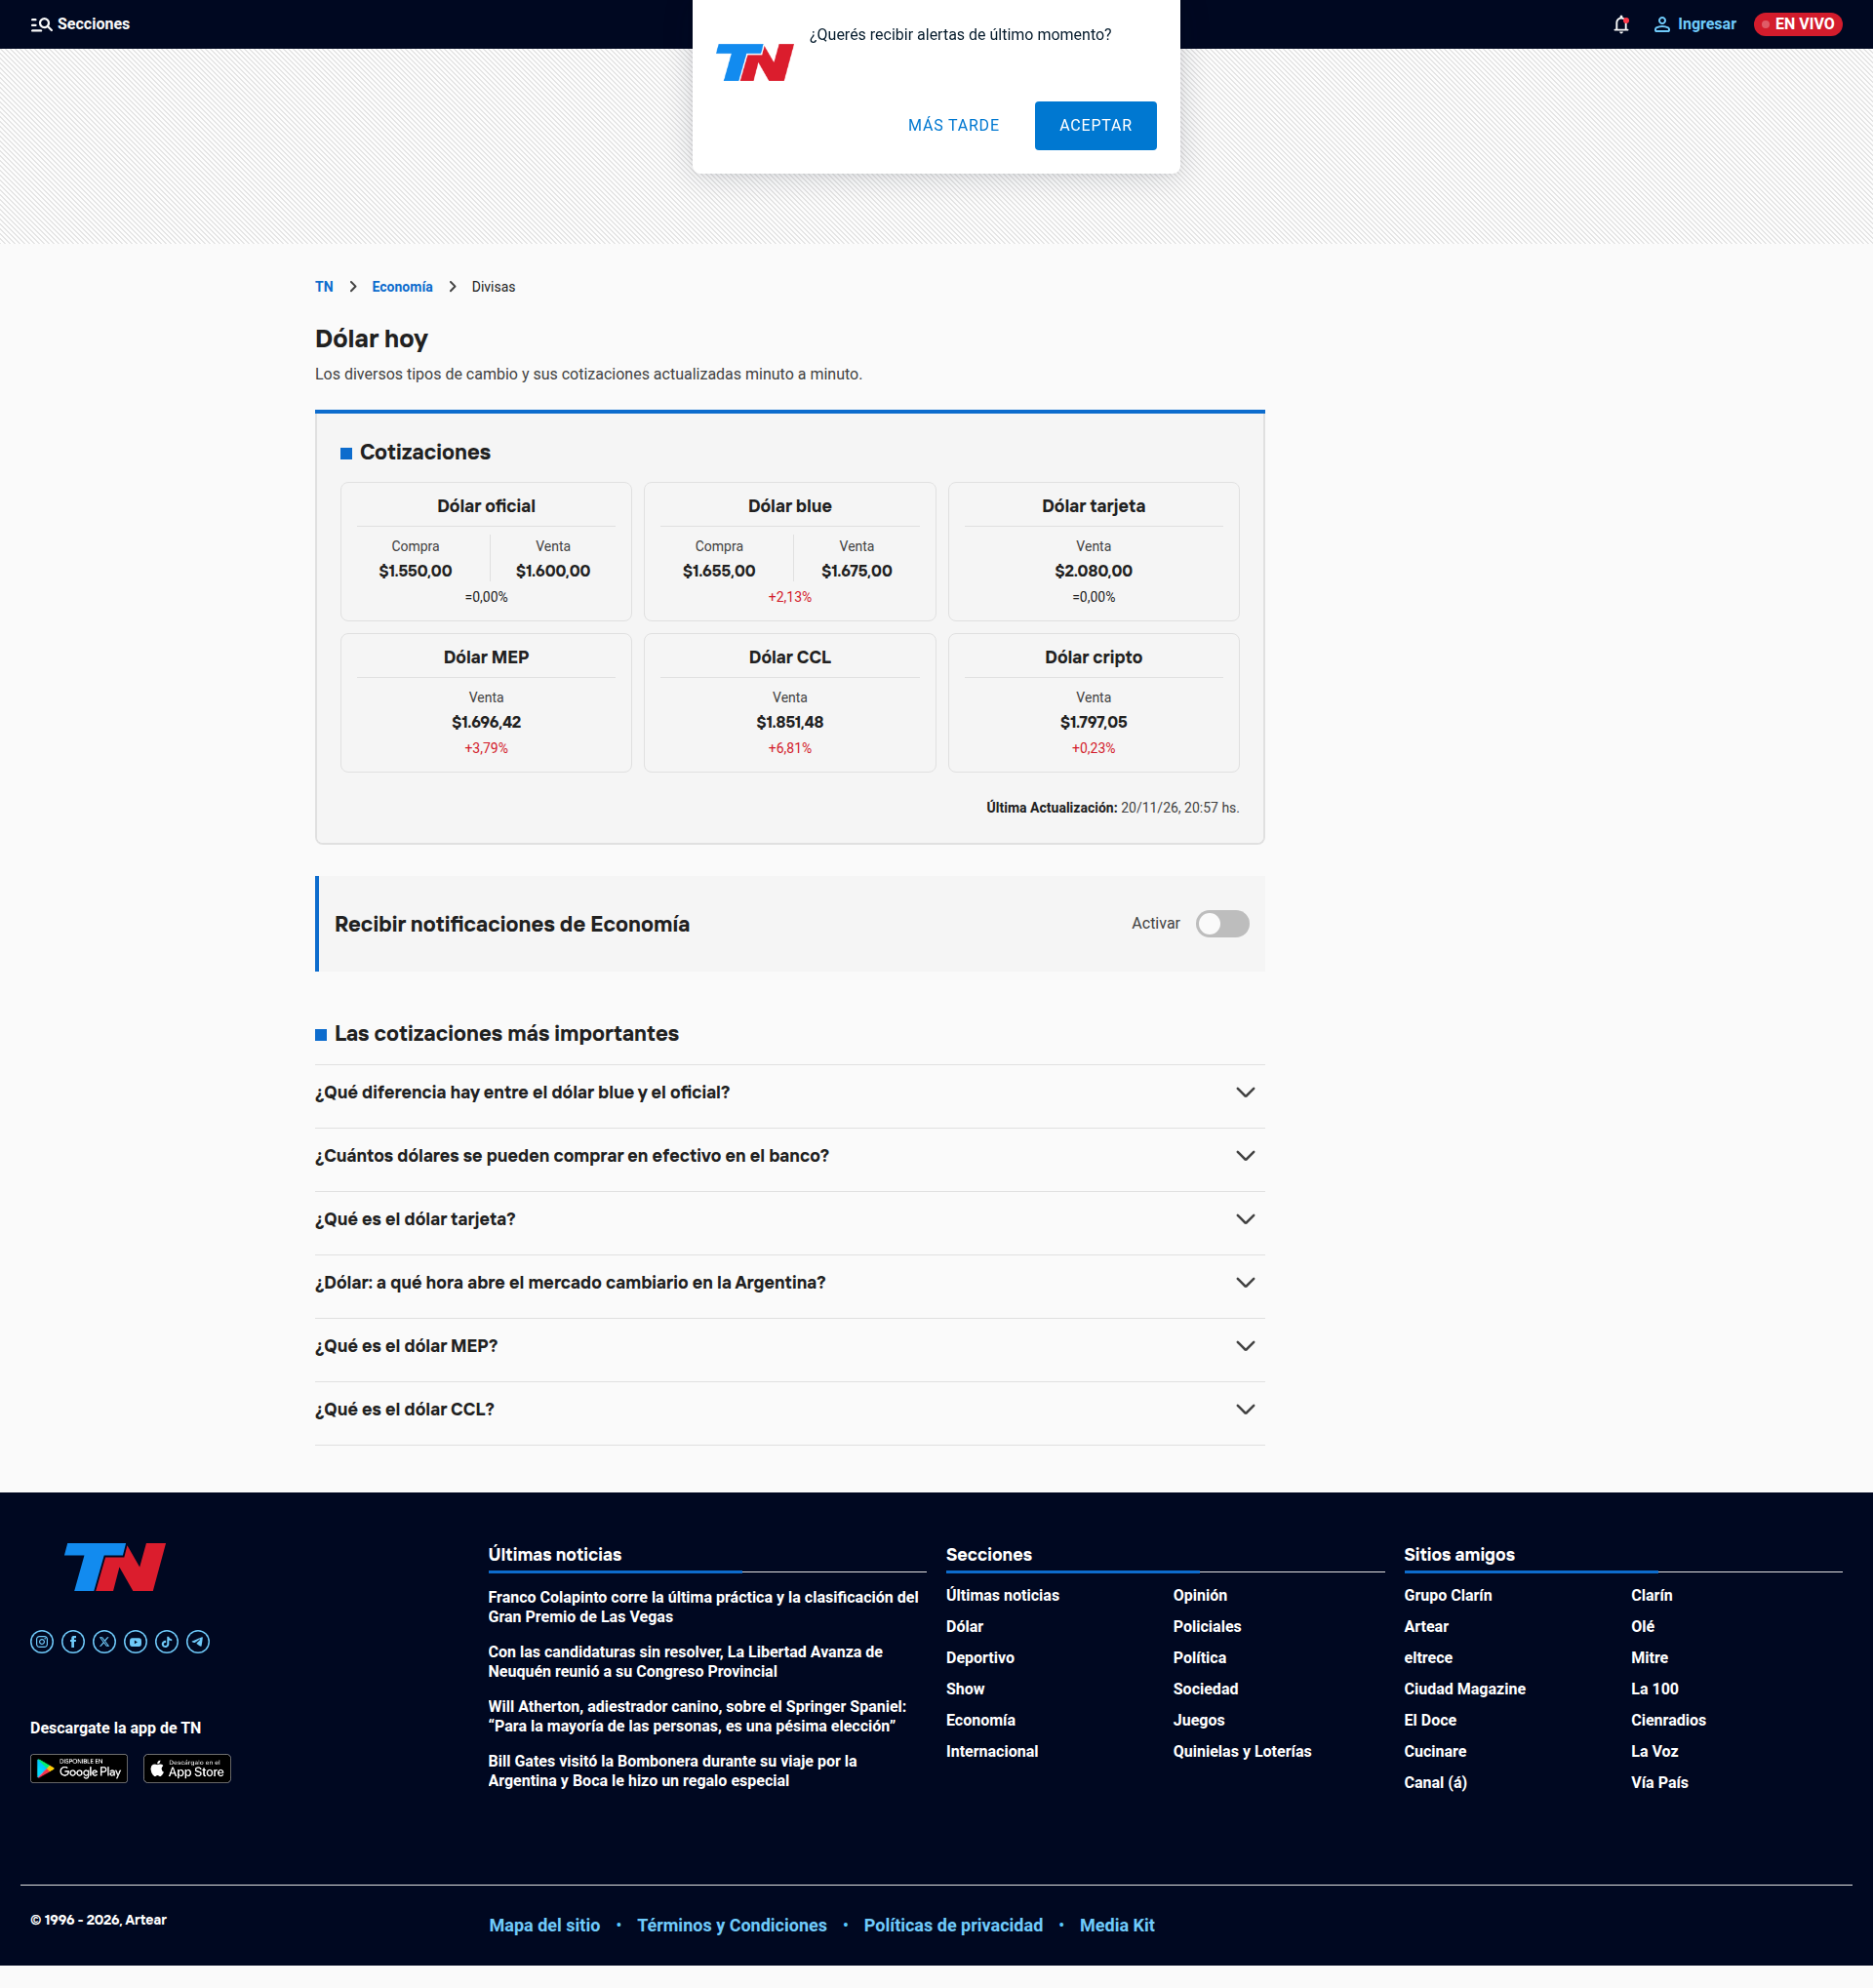 Secciones
¿Querés recibir alertas de último momento?
TN
MÁS TARDE
ACEPTAR
Ingresar
EN VIVO
TN
Economía
Divisas
Dólar hoy
Los diversos tipos de cambio y sus cotizaciones actualizadas minuto a minuto.
Cotizaciones
Dólar oficial
Compra
Venta
$1.550,00
$1.600,00
=0,00%
Dólar blue
Compra
Venta
$1.655,00
$1.675,00
+2,13%
Dólar tarjeta
Venta
$2.080,00
=0,00%
Dólar MEP
Venta
$1.696,42
+3,79%
Dólar CCL
Venta
$1.851,48
+6,81%
Dólar cripto
Venta
$1.797,05
+0,23%
Última Actualización: 20/11/26, 20:57 hs.
Recibir notificaciones de Economía
Activar
Las cotizaciones más importantes
¿Qué diferencia hay entre el dólar blue y el oficial?
¿Cuántos dólares se pueden comprar en efectivo en el banco?
¿Qué es el dólar tarjeta?
¿Dólar: a qué hora abre el mercado cambiario en la Argentina?
¿Qué es el dólar MEP?
¿Qué es el dólar CCL?
TN
Descargate la app de TN
DISPONIBLE EN
Google Play
Descárgalo en el
App Store
Últimas noticias
Franco Colapinto corre la última práctica y la clasificación del
Gran Premio de Las Vegas
Con las candidaturas sin resolver, La Libertad Avanza de
Neuquén reunió a su Congreso Provincial
Will Atherton, adiestrador canino, sobre el Springer Spaniel:
“Para la mayoría de las personas, es una pésima elección”
Bill Gates visitó la Bombonera durante su viaje por la
Argentina y Boca le hizo un regalo especial
Secciones
Últimas noticias
Dólar
Deportivo
Show
Economía
Internacional
Opinión
Policiales
Política
Sociedad
Juegos
Quinielas y Loterías
Sitios amigos
Grupo Clarín
Artear
eltrece
Ciudad Magazine
El Doce
Cucinare
Canal (á)
Clarín
Olé
Mitre
La 100
Cienradios
La Voz
Vía País
© 1996 - 2026, Artear
Mapa del sitio • Términos y Condiciones • Políticas de privacidad • Media Kit